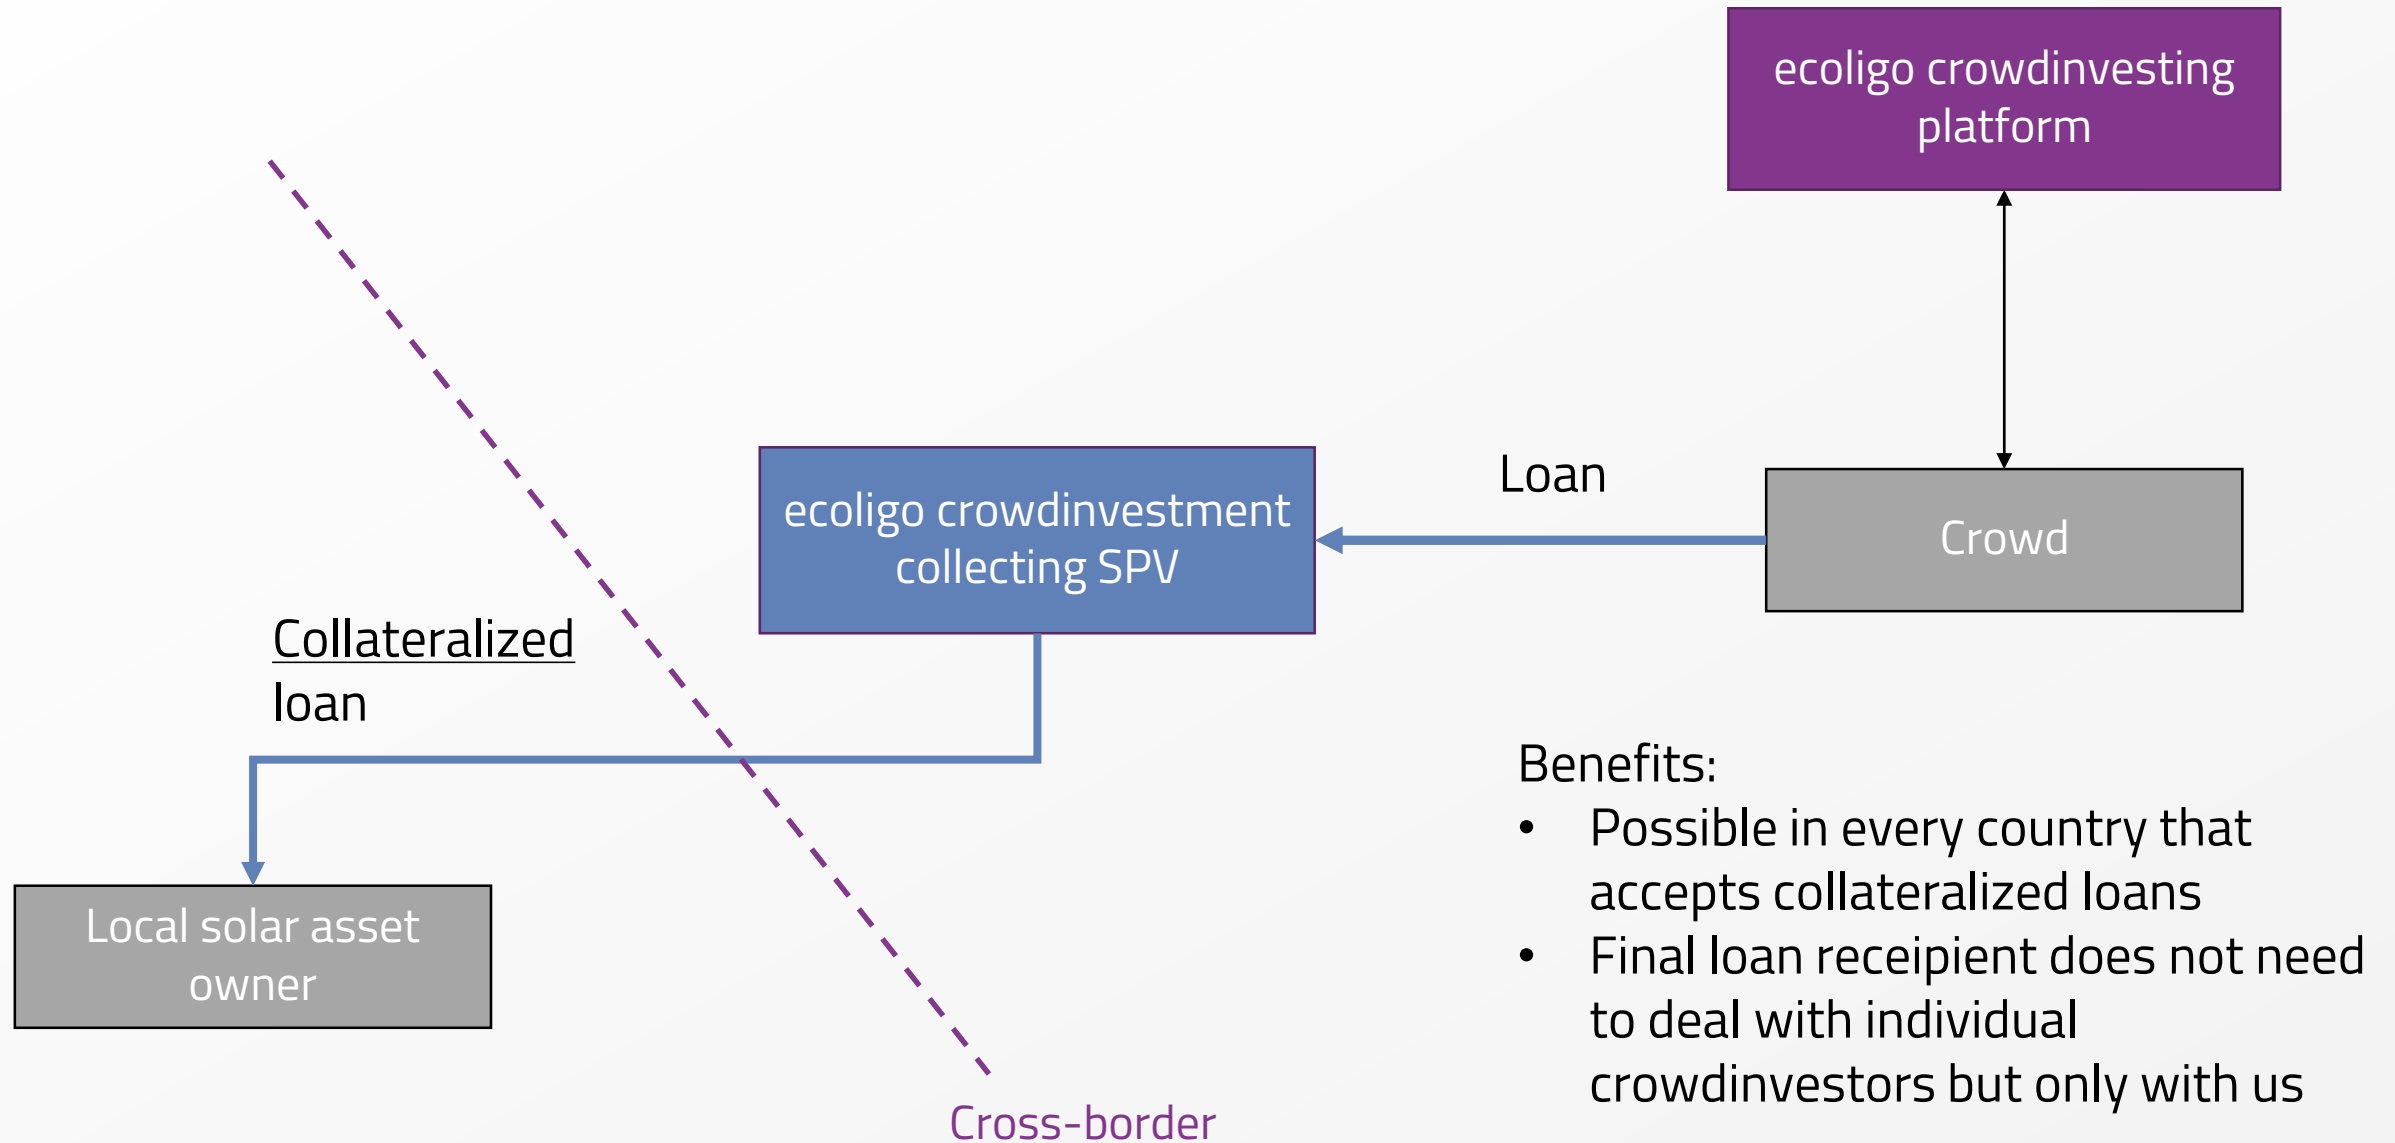 ecoligo crowdinvesting
platform
Loan
ecoligo crowdinvestment
collecting SPV
Crowd
Collateralized
loan
Local solar asset
owner
Cross-border
Benefits:
• Possible in every country that
accepts collateralized loans
• Final loan receipient does not need
to deal with individual
crowdinvestors but only with us